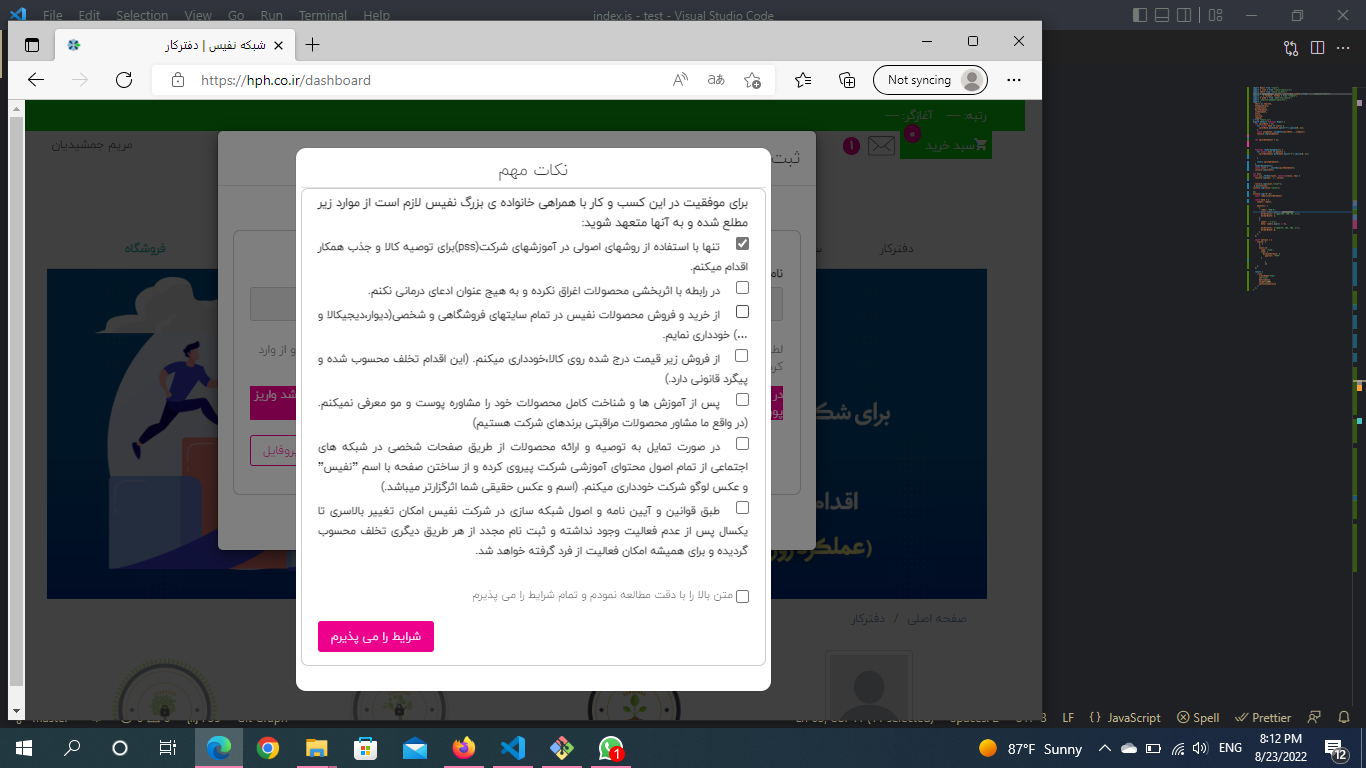 File Edit Selection View Go Run Terminal Help
index.js - test - Visual Studio Code
شبکه نفیس | دفترکار
https://hph.co.ir/dashboard
Not syncing
رتبه: --- آغازگر: ---
سبد خرید
0
1
مریم جمشیدیان
ثبت
فروشگاه
دفترکار
نکات مهم
برای موفقیت در این کسب و کار با همراهی خانواده ی بزرگ نفیس لازم است از موارد زیر
مطلع شده و به آنها متعهد شوید:
تنها با استفاده از روشهای اصولی در آموزشهای شرکت(pss)برای توصیه کالا و جذب همکار
اقدام میکنم.
در رابطه با اثربخشی محصولات اغراق نکرده و به هیچ عنوان ادعای درمانی نکنم.
از خرید و فروش محصولات نفیس در تمام سایتهای فروشگاهی و شخصی(دیوار،دیجیکالا و
...) خودداری نمایم.
از فروش زیر قیمت درج شده روی کالا،خودداری میکنم. (این اقدام تخلف محسوب شده و
پیگرد قانونی دارد.)
پس از آموزش ها و شناخت کامل محصولات خود را مشاوره پوست و مو معرفی نمیکنم.
(در واقع ما مشاور محصولات مراقبتی برندهای شرکت هستیم)
در صورت تمایل به توصیه و ارائه محصولات از طریق صفحات شخصی در شبکه های
اجتماعی از تمام اصول محتوای آموزشی شرکت پیروی کرده و از ساختن صفحه با اسم "نفیس"
و عکس لوگو شرکت خودداری میکنم. (اسم و عکس حقیقی شما اثرگزارتر میباشد.)
طبق قوانین و آیین نامه و اصول شبکه سازی در شرکت نفیس امکان تغییر بالاسری تا
یکسال پس از عدم فعالیت وجود نداشته و ثبت نام مجدد از هر طریق دیگری تخلف محسوب
گردیده و برای همیشه امکان فعالیت از فرد گرفته خواهد شد.
متن بالا را با دقت مطالعه نمودم و تمام شرایط را می پذیرم
شرایط را می پذیرم
و از وارد
شد واریز
در
روفایل
برای شک
اقدام
(عملکرد روز
صفحه اصلی / دفترکار
LF {} JavaScript Spell Prettier
87°F Sunny
ENG
8:12 PM
8/23/2022
12
1